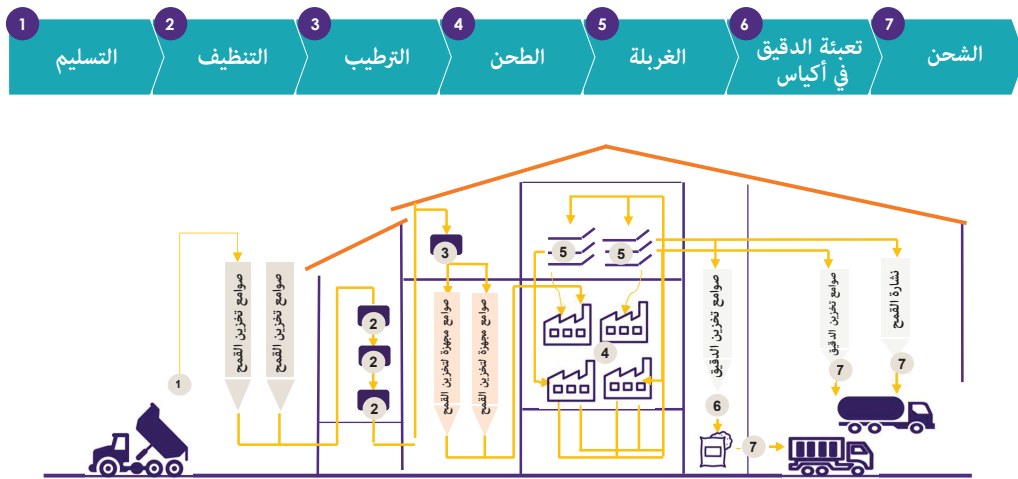 1
التسليم
2
التنظيف
3
الترطيب
4
الطحن
5
الغربلة
6
تعبئة الدقيق
في أكياس
7
الشحن
1
صوامع تخزين القمح
صوامع تخزين القمح
2
2
2
3
صوامع مجهزة لتخزين القمح
صوامع مجهزة لتخزين القمح
5
5
4
صوامع تخزين الدقيق
6
7
صوامع تخزين الدقيق
7
نشارة القمح
7